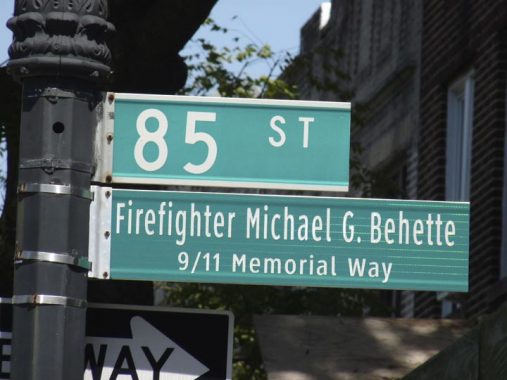 85 ST
Firefighter Michael G. Behette
9/11 Memorial Way
WAY